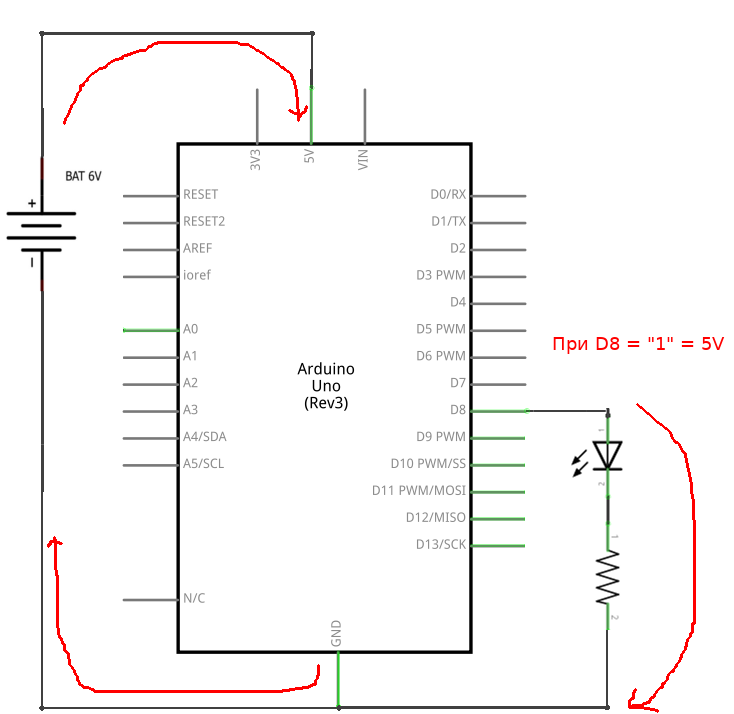 3V3
5V
VIN
BAT 6V
+
RESET
D0/RX
RESET2
D1/TX
AREF
D2
ioref
D3 PWM
D4
A0
D5 PWM
При D8 = "1" = 5V
A1
D6 PWM
Arduino
Uno
(Rev3)
A2
D7
A3
D8
1
A4/SDA
D9 PWM
A5/SCL
D10 PWM/SS
2
D11 PWM/MOSI
D12/MISO
1
D13/SCK
N/C
2
GND